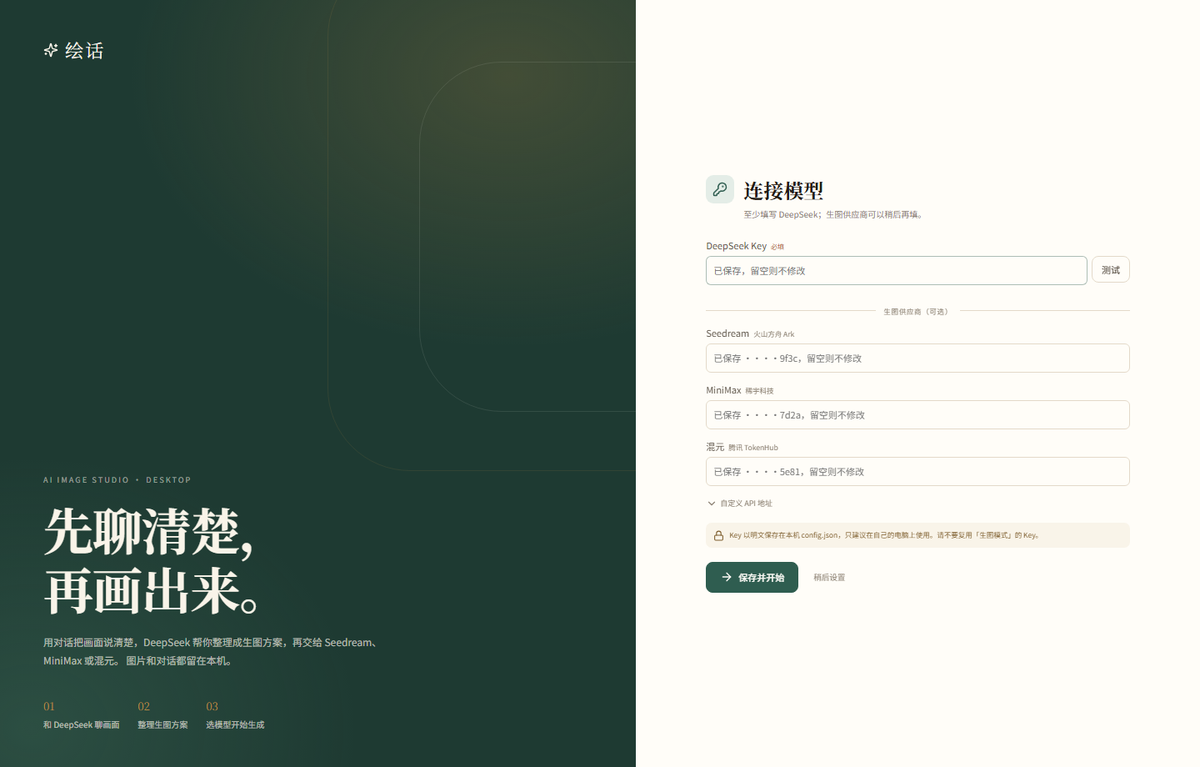 绘话
AI IMAGE STUDIO • DESKTOP
先聊清楚，
再画出来。
用对话把画面说清楚，DeepSeek 帮你整理成生图方案，再交给 Seedream、
MiniMax 或混元。 图片和对话都留在本机。
01
和 DeepSeek 聊画面
02
整理生图方案
03
选模型开始生成
连接模型
至少填写 DeepSeek；生图供应商可以稍后再填。
DeepSeek Key 必填
已保存，留空则不修改
测试
生图供应商（可选）
Seedream 火山方舟 Ark
已保存 ・・・・9f3c，留空则不修改
MiniMax 稀宇科技
已保存 ・・・・7d2a，留空则不修改
混元 腾讯 TokenHub
已保存 ・・・・5e81，留空则不修改
自定义 API 地址
Key 以明文保存在本机 config.json，只建议在自己的电脑上使用。请不要复用「生图模式」的 Key。
保存并开始
稍后设置